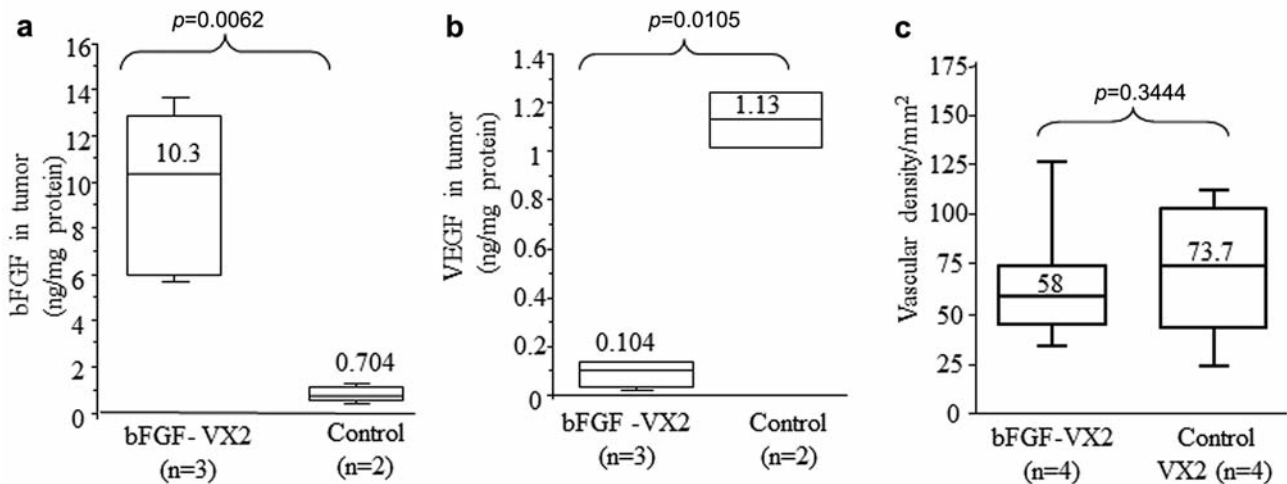 a
p=0.0062
bFGF in tumor
(ng/mg protein)
16
14
12
10
8
6
4
2
0
10.3
0.704
bFGF-VX2
(n=3)
Control
(n=2)
b
p=0.0105
VEGF in tumor
(ng/mg protein)
1.4
1.2
1
0.8
0.6
0.4
0.2
0
0.104
1.13
bFGF -VX2
(n=3)
Control
(n=2)
c
p=0.3444
Vascular density/mm²
175
150
125
100
75
50
25
0
58
73.7
bFGF-VX2
(n=4)
Control
VX2 (n=4)